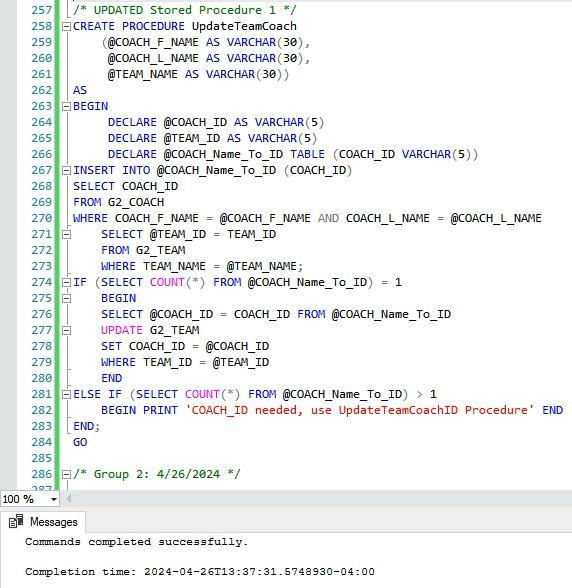 257 /* UPDATED Stored Procedure 1 */
258 CREATE PROCEDURE UpdateTeamCoach
259 (@COACH_F_NAME AS VARCHAR(30),
260 @COACH_L_NAME AS VARCHAR(30),
261 @TEAM_NAME AS VARCHAR(30))
262 AS
263 BEGIN
264 DECLARE @COACH_ID AS VARCHAR(5)
265 DECLARE @TEAM_ID AS VARCHAR(5)
266 DECLARE @COACH_Name_To_ID TABLE (COACH_ID VARCHAR(5))
267 INSERT INTO @COACH_Name_To_ID (COACH_ID)
268 SELECT COACH_ID
269 FROM G2_COACH
270 WHERE COACH_F_NAME = @COACH_F_NAME AND COACH_L_NAME = @COACH_L_NAME
271 SELECT @TEAM_ID = TEAM_ID
272 FROM G2_TEAM
273 WHERE TEAM_NAME = @TEAM_NAME;
274 IF (SELECT COUNT(*) FROM @COACH_Name_To_ID) = 1
275 BEGIN
276 SELECT @COACH_ID = COACH_ID FROM @COACH_Name_To_ID
277 UPDATE G2_TEAM
278 SET COACH_ID = @COACH_ID
279 WHERE TEAM_ID = @TEAM_ID
280 END
281 ELSE IF (SELECT COUNT(*) FROM @COACH_Name_To_ID) > 1
282 BEGIN PRINT 'COACH_ID needed, use UpdateTeamCoachID Procedure' END
283 END;
284 GO
285
286 /* Group 2: 4/26/2024 */
287
100 %
Messages
Commands completed successfully.
Completion time: 2024-04-26T13:37:31.5748930-04:00